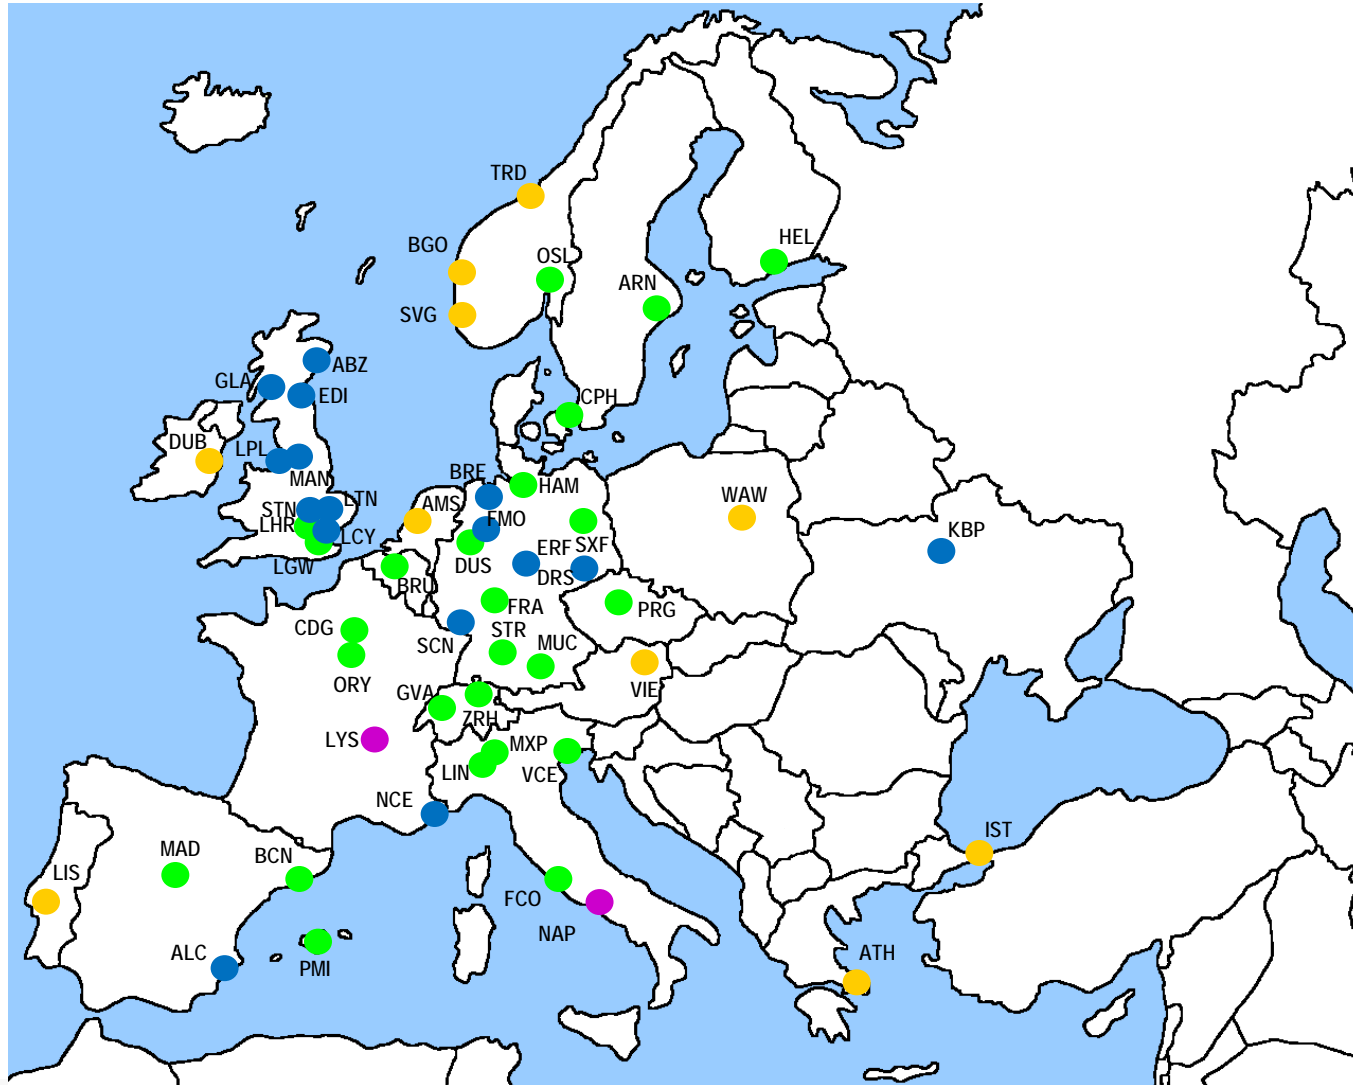 TRD
BGO
OSL
HEL
ARN
SVG
ABZ
GLA
EDI
CPH
DUB
LPL
MAN
BRE
HAM
STN
LTN
AMS
FMO
WAW
LHR
LCY
KBP
LGW
DUS
ERF
SXF
DRS
BRU
FRA
PRG
CDG
SCN
STR
MUC
ORY
GVA
VIE
ZRH
LYS
MXP
LIN
VCE
NCE
IST
MAD
BCN
LIS
FCO
NAP
ALC
PMI
ATH